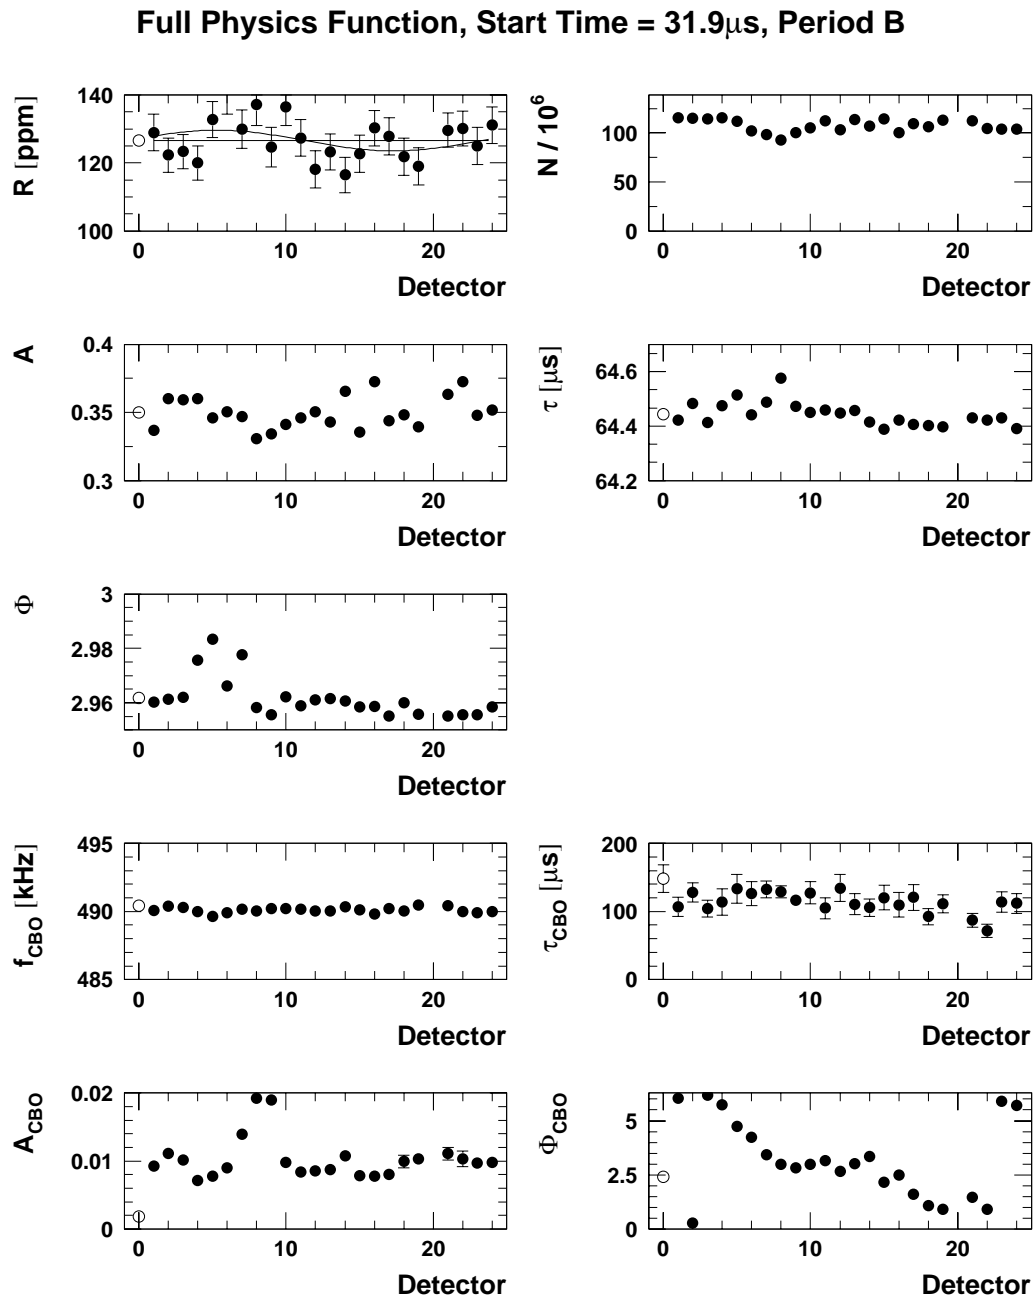 Full Physics Function, Start Time = 31.9μs, Period B
R [ppm]
140
120
100
0 10 20
Detector
N / 10^6
100
50
0
0 10 20
Detector
A
0.4
0.35
0.3
0 10 20
Detector
τ [μs]
64.6
64.4
64.2
0 10 20
Detector
Φ
3
2.98
2.96
0 10 20
Detector
f_CBO [kHz]
495
490
485
0 10 20
Detector
τ_CBO [μs]
200
100
0
0 10 20
Detector
A_CBO
0.02
0.01
0
0 10 20
Detector
Φ_CBO
5
2.5
0
0 10 20
Detector